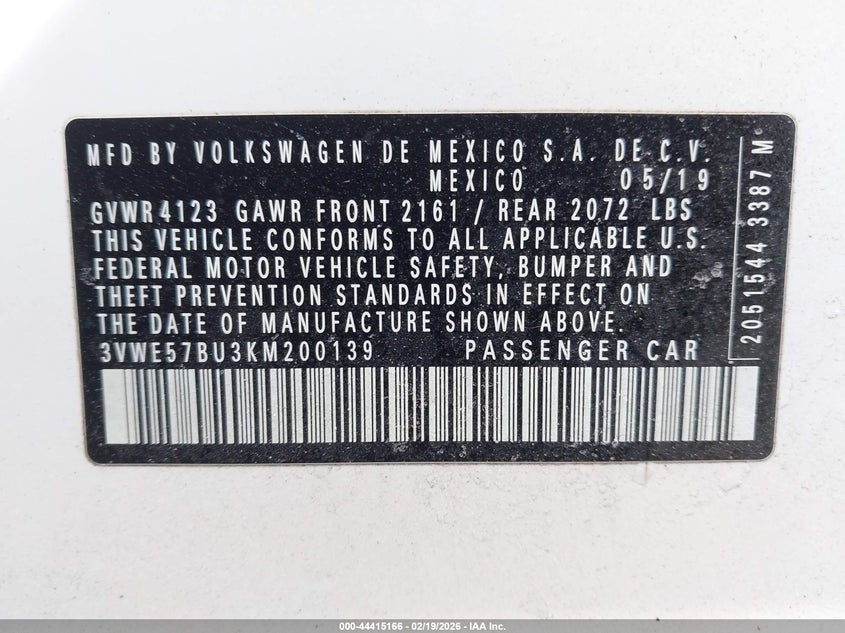 MFD BY VOLKSWAGEN DE MEXICO S.A. DE C.V.
MEXICO 05/19
GVWR4123 GAWR FRONT 2161 / REAR 2072 LBS
THIS VEHICLE CONFORMS TO ALL APPLICABLE U.S.
FEDERAL MOTOR VEHICLE SAFETY, BUMPER AND
THEFT PREVENTION STANDARDS IN EFFECT ON
THE DATE OF MANUFACTURE SHOWN ABOVE.
3VWE57BU3KM200139 PASSENGER CAR
2051544 3387 M
000-44415166 - 02/19/2026 - IAA Inc.